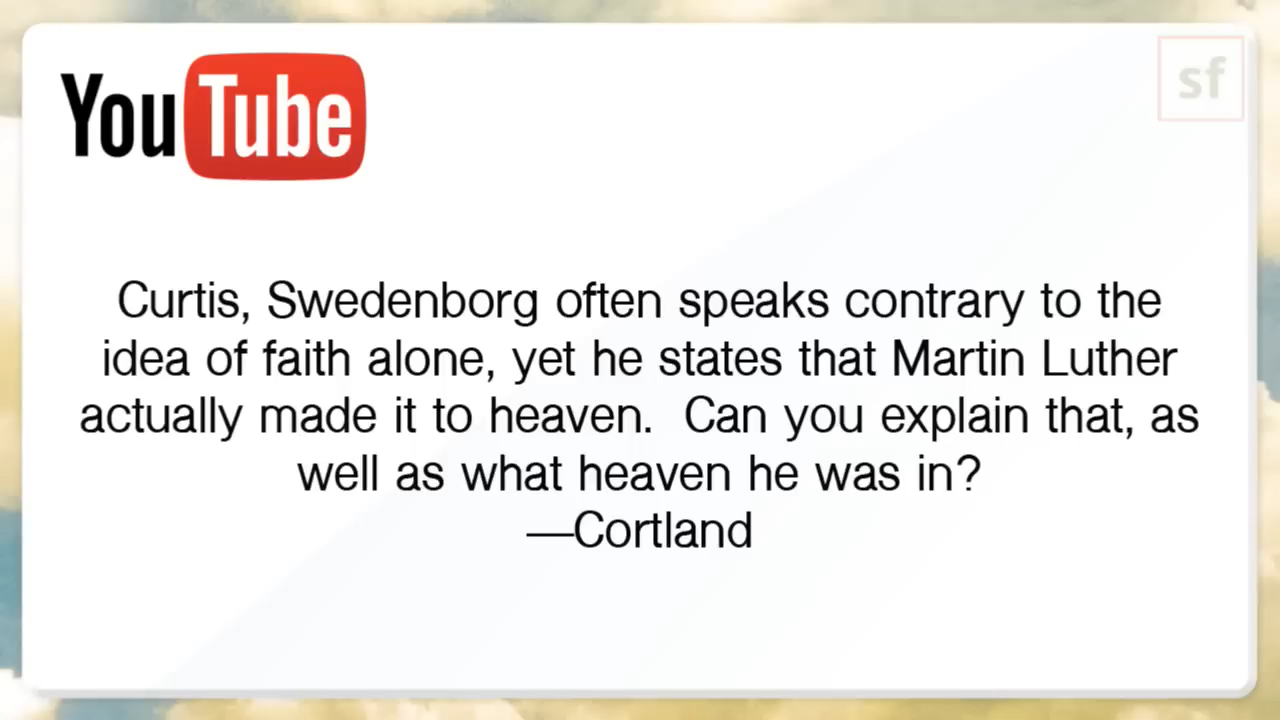 YouTube
sf
Curtis, Swedenborg often speaks contrary to the
idea of faith alone, yet he states that Martin Luther
actually made it to heaven.  Can you explain that, as
well as what heaven he was in?
—Cortland